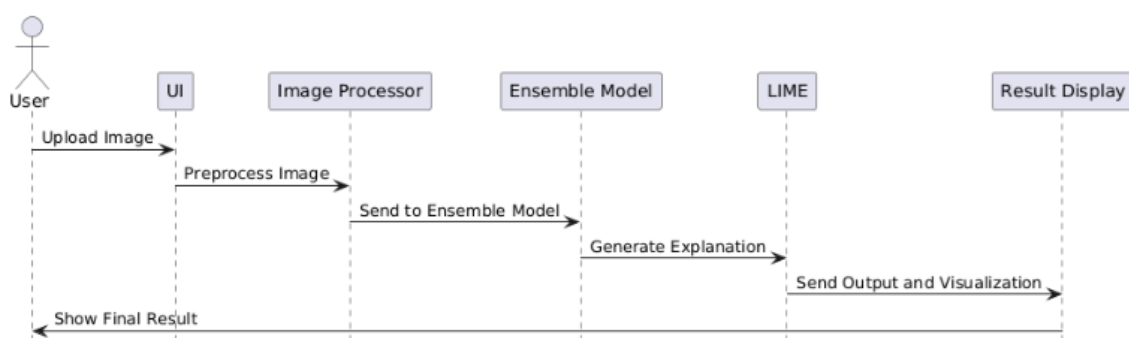 User
UI
Image Processor
Ensemble Model
LIME
Result Display
Upload Image
Preprocess Image
Send to Ensemble Model
Generate Explanation
Send Output and Visualization
Show Final Result